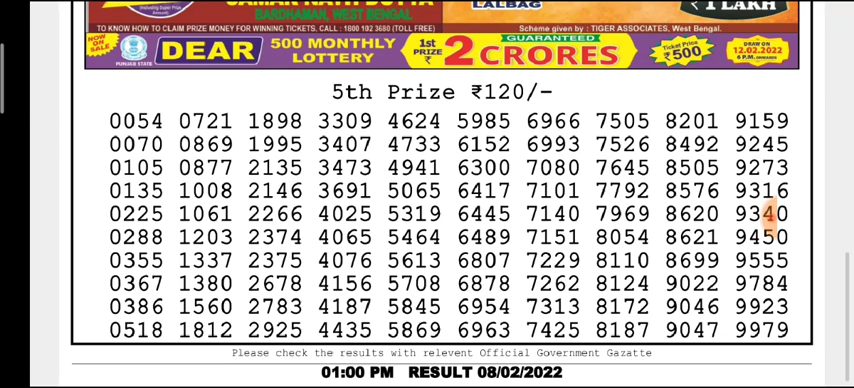 BARDHAMAN, WEST BENGAL
LALBAG
₹ 1 LAKH
TO KNOW HOW TO CLAIM PRIZE MONEY FOR WINNING TICKETS, CALL : 1800 102 3680 (TOLL FREE)
Scheme given by : TIGER ASSOCIATES, West Bengal.
NOW ON SALE
PUNJAB STATE
DEAR
500 MONTHLY LOTTERY
1st PRIZE ₹
2 CRORES
GUARANTEED
Ticket Price ₹500
DRAW ON 12.02.2022 6 P.M. ONWARDS
5th Prize ₹120/-
0054 0721 1898 3309 4624 5985 6966 7505 8201 9159
0070 0869 1995 3407 4733 6152 6993 7526 8492 9245
0105 0877 2135 3473 4941 6300 7080 7645 8505 9273
0135 1008 2146 3691 5065 6417 7101 7792 8576 9316
0225 1061 2266 4025 5319 6445 7140 7969 8620 9340
0288 1203 2374 4065 5464 6489 7151 8054 8621 9450
0355 1337 2375 4076 5613 6807 7229 8110 8699 9555
0367 1380 2678 4156 5708 6878 7262 8124 9022 9784
0386 1560 2783 4187 5845 6954 7313 8172 9046 9923
0518 1812 2925 4435 5869 6963 7425 8187 9047 9979
Please check the results with relevent Official Government Gazatte
01:00 PM RESULT 08/02/2022